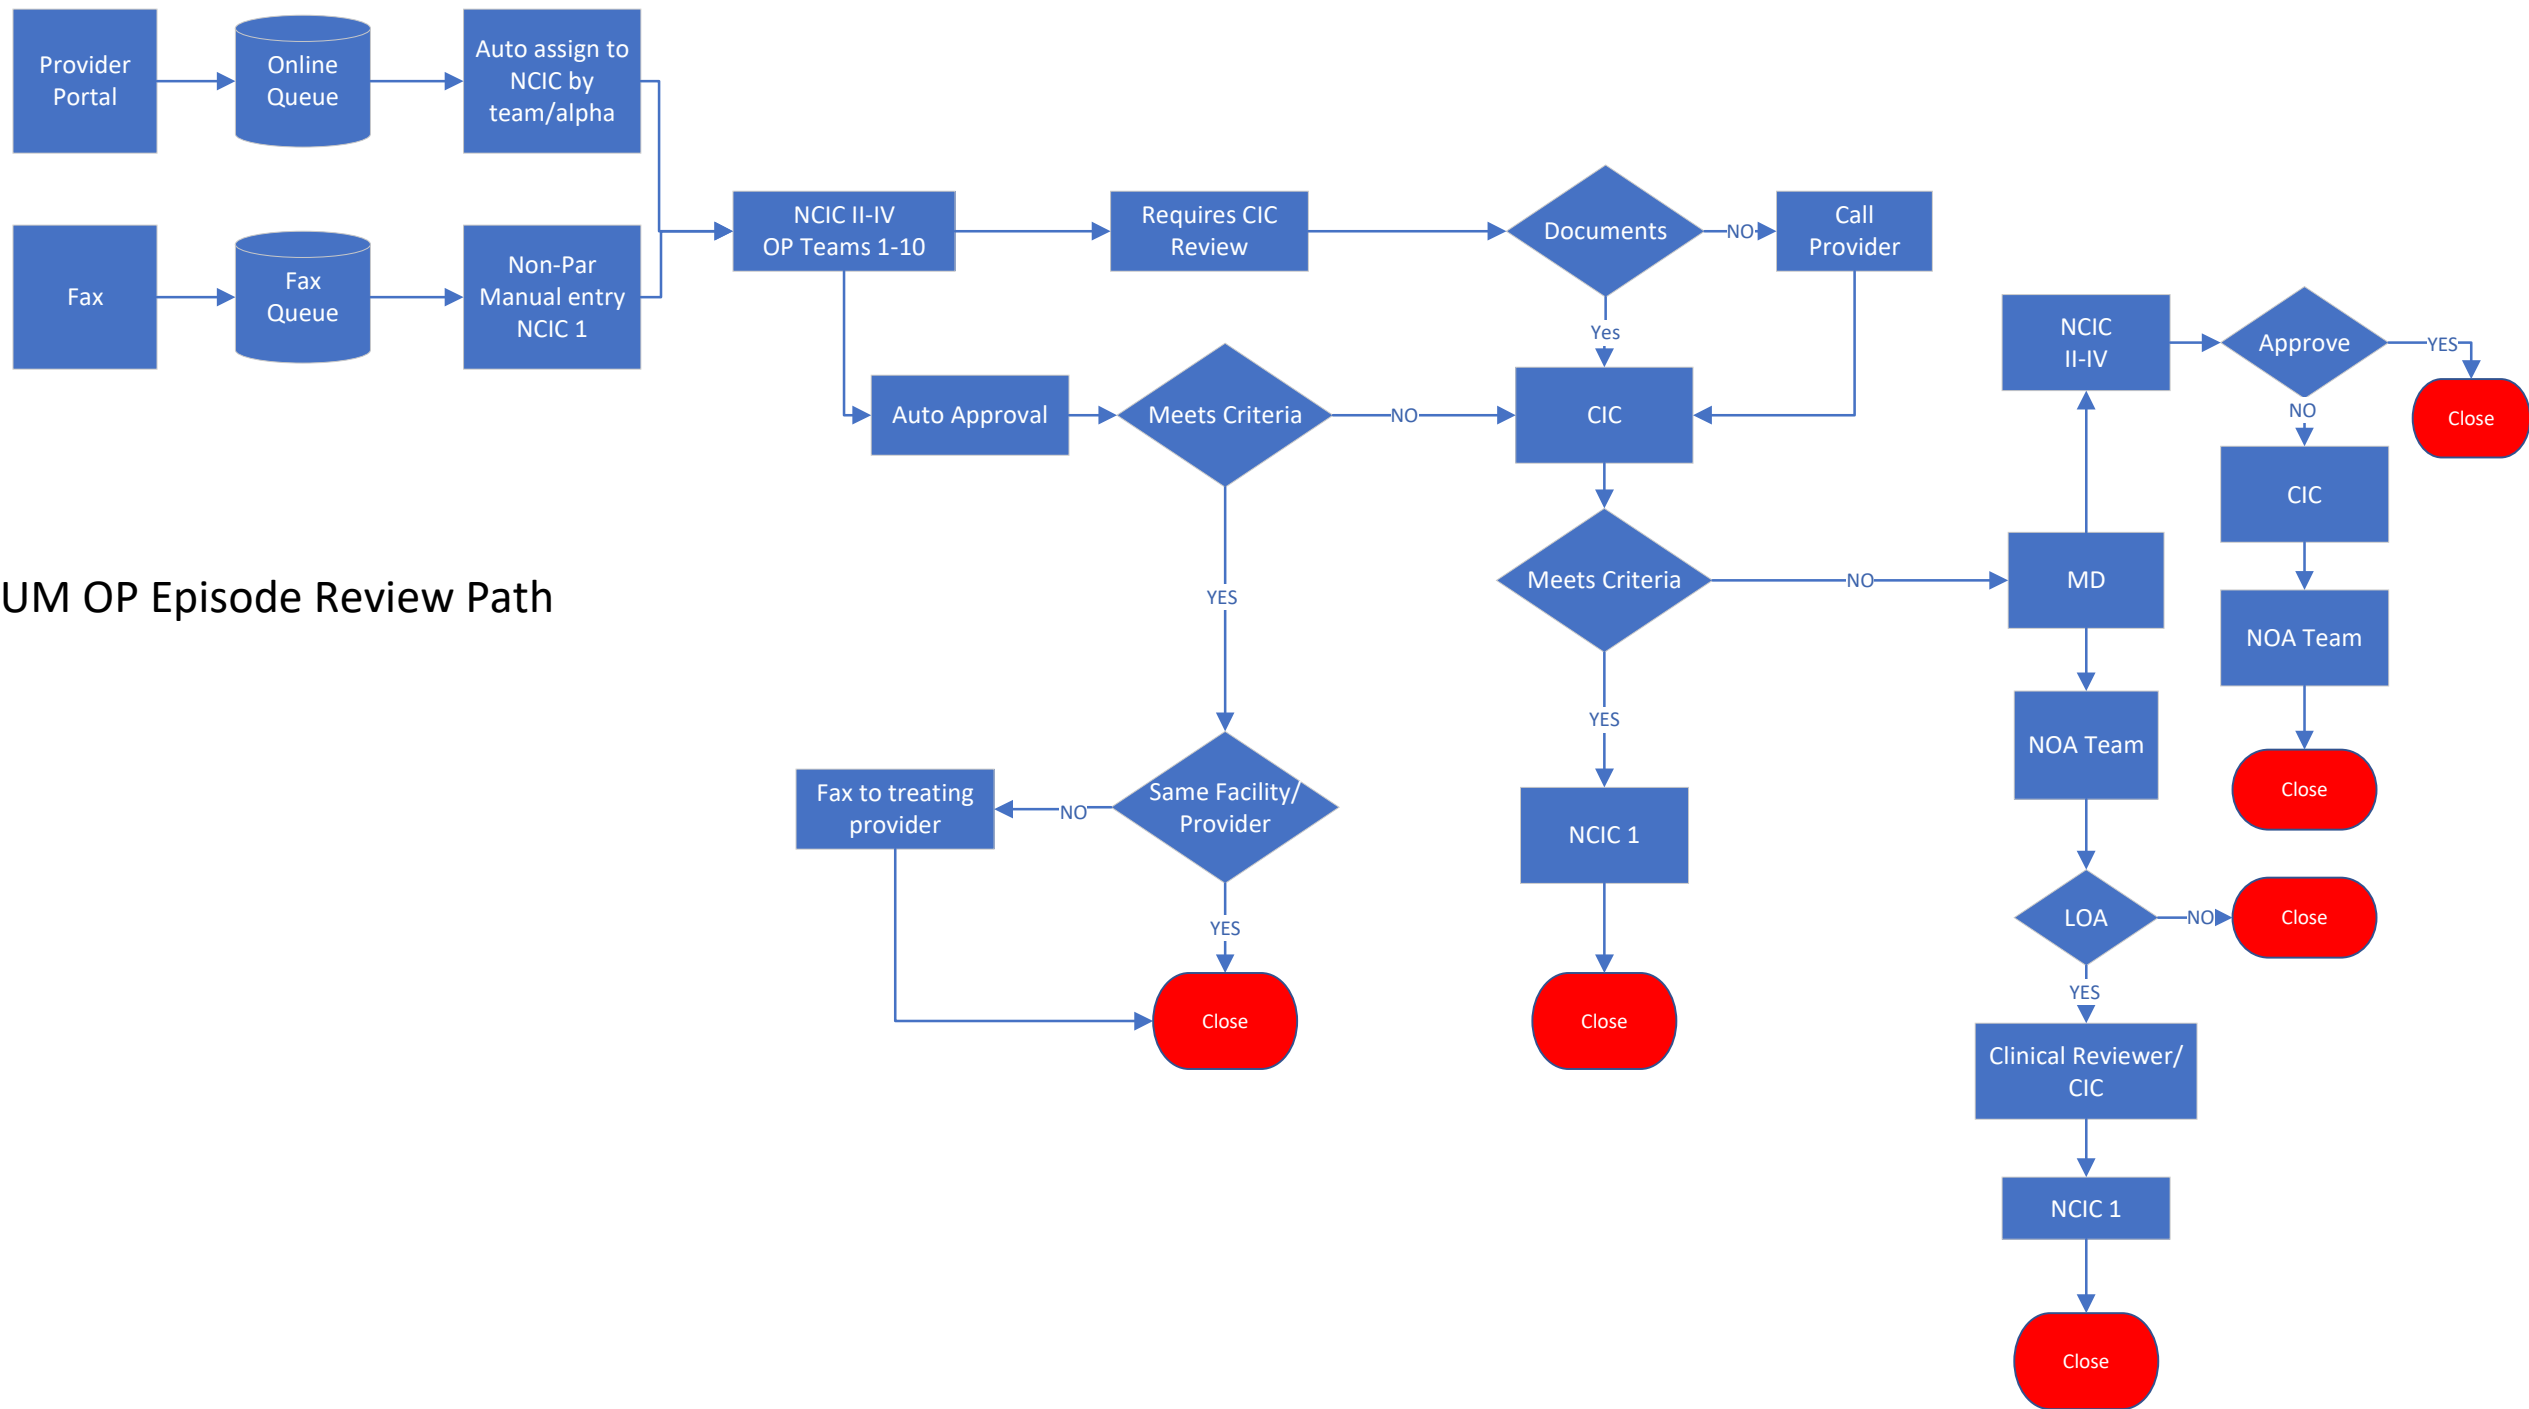 Provider
Portal
Online
Queue
Auto assign to
NCIC by
team/alpha
Fax
Fax
Queue
Non-Par
Manual entry
NCIC 1
NCIC II-IV
OP Teams 1-10
Requires CIC
Review
Documents
NO
Call
Provider
Yes
Auto Approval
Meets Criteria
NO
CIC
NCIC
II-IV
Approve
YES
Close
NO
CIC
NOA Team
Close
UM OP Episode Review Path
YES
Meets Criteria
NO
MD
YES
NOA Team
Fax to treating
provider
NO
Same Facility/
Provider
YES
Close
NCIC 1
Close
LOA
NO
Close
YES
Clinical Reviewer/
CIC
NCIC 1
Close